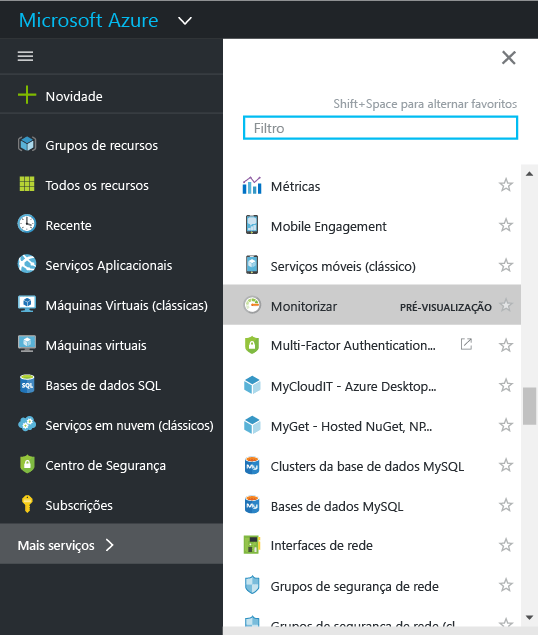 Microsoft Azure
Novidade
Grupos de recursos
Todos os recursos
Recente
Serviços Aplicacionais
Máquinas Virtuais (clássicas)
Máquinas virtuais
Bases de dados SQL
Serviços em nuvem (clássicos)
Centro de Segurança
Subscrições
Mais serviços
Shift+Space para alternar favoritos
Filtro
Métricas
Mobile Engagement
Serviços móveis (clássico)
Monitorizar PRÉ-VISUALIZAÇÃO
Multi-Factor Authentication...
MyCloudIT - Azure Desktop...
MyGet - Hosted NuGet, NP...
Clusters da base de dados MySQL
Bases de dados MySQL
Interfaces de rede
Grupos de segurança de rede
Grupos de segurança de rede (cl